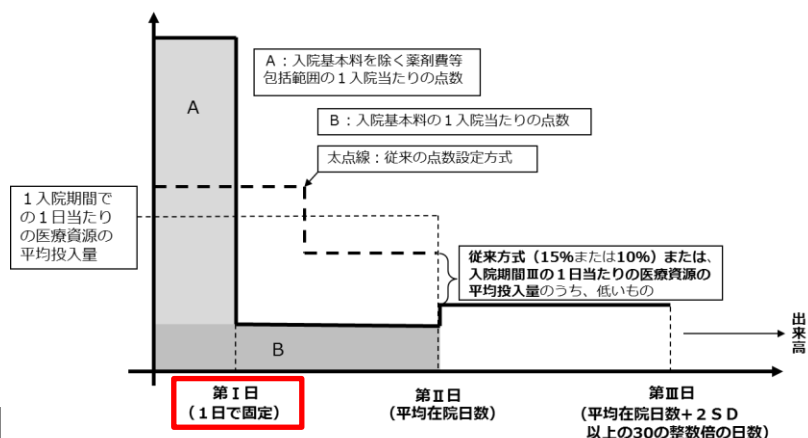 A：入院基本料を除く薬剤費等
包括範囲の１入院当たりの点数
A
B：入院基本料の１入院当たりの点数
太点線：従来の点数設定方式
１入院期間で
の１日当たり
の医療資源の
平均投入量
従来方式（15%または10%）または、
入院期間Ⅲの１日当たりの医療資源の
平均投入量のうち、低いもの
出来高
B
第Ⅰ日
（１日で固定）
第Ⅱ日
（平均在院日数）
第Ⅲ日
（平均在院日数+２ＳＤ
以上の30の整数倍の日数）